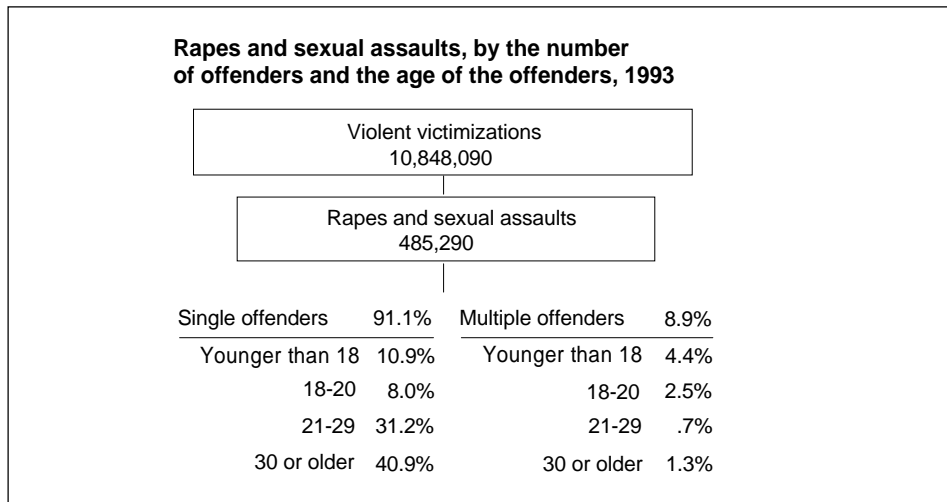 Rapes and sexual assaults, by the number
of offenders and the age of the offenders, 1993
Violent victimizations
10,848,090
Rapes and sexual assaults
485,290
Single offenders 91.1%
Younger than 18 10.9%
18-20 8.0%
21-29 31.2%
30 or older 40.9%
Multiple offenders 8.9%
Younger than 18 4.4%
18-20 2.5%
21-29 .7%
30 or older 1.3%